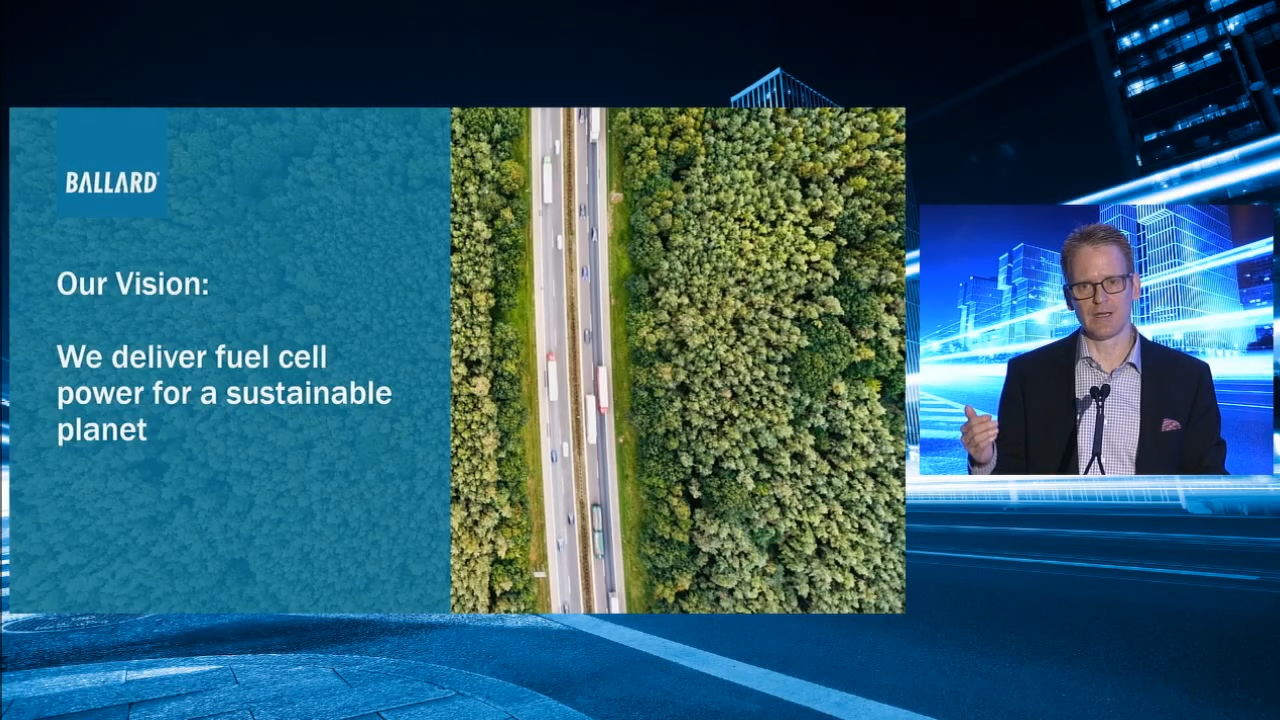 BALLARD
Our Vision:
We deliver fuel cell
power for a sustainable
planet